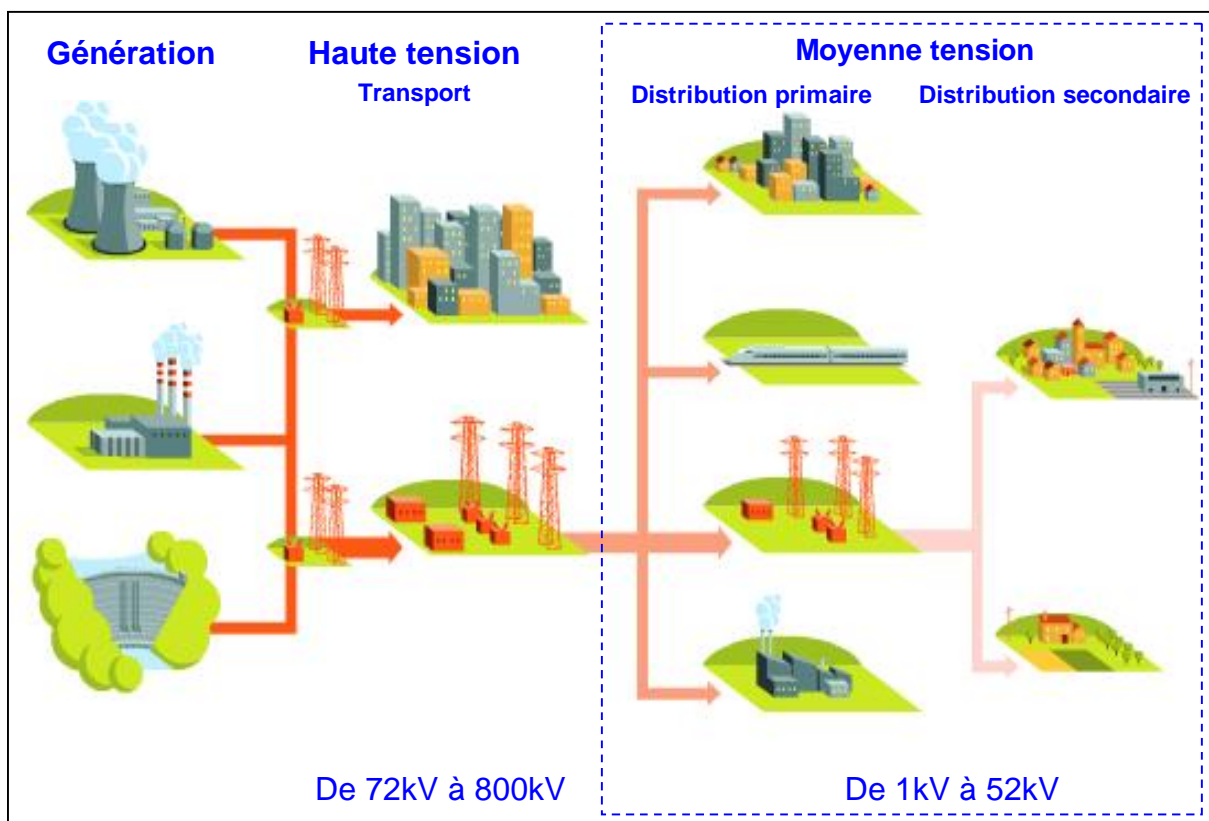 Génération
Haute tension
Transport
Moyenne tension
Distribution primaire
Distribution secondaire
De 72kV à 800kV
De 1kV à 52kV